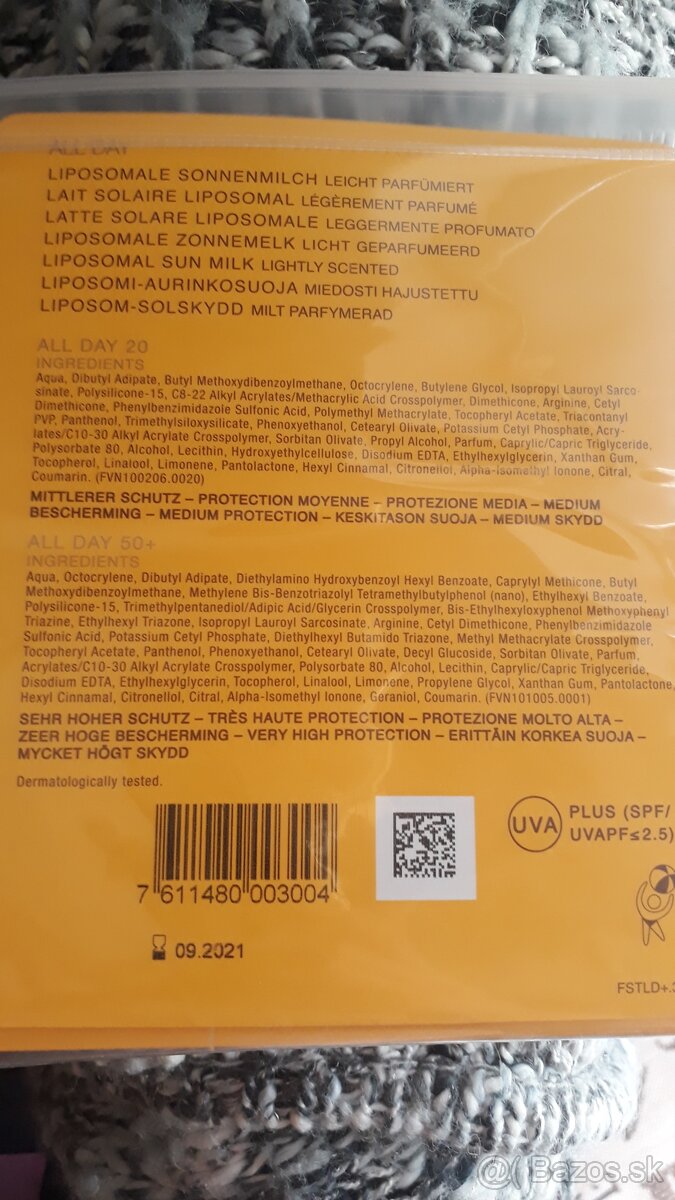 ALL DAY
LIPOSOMALE SONNENMILCH LEICHT PARFÜMIERT
LAIT SOLAIRE LIPOSOMAL LÉGÈREMENT PARFUMÉ
LATTE SOLARE LIPOSOMALE LEGGERMENTE PROFUMATO
LIPOSOMALE ZONNEMELK LICHT GEPARFUMEERD
LIPOSOMAL SUN MILK LIGHTLY SCENTED
LIPOSOMI-AURINKOSUOJA MIEDOSTI HAJUSTETTU
LIPOSOM-SOLSKYDD MILT PARFYMERAD
ALL DAY 20
INGREDIENTS
Aqua, Dibutyl Adipate, Butyl Methoxydibenzoylmethane, Octocrylene, Butylene Glycol, Isopropyl Lauroyl Sarco-
sinate, Polysilicone-15, C8-22 Alkyl Acrylates/Methacrylic Acid Crosspolymer, Dimethicone, Arginine, Cetyl
Dimethicone, Phenylbenzimidazole Sulfonic Acid, Polymethyl Methacrylate, Tocopheryl Acetate, Triacontanyl
PVP, Panthenol, Trimethylsiloxysilicate, Phenoxyethanol, Cetearyl Olivate, Potassium Cetyl Phosphate, Acry-
lates/C10-30 Alkyl Acrylate Crosspolymer, Sorbitan Olivate, Propyl Alcohol, Parfum, Caprylic/Capric Triglyceride,
Polysorbate 80, Alcohol, Lecithin, Hydroxyethylcellulose, Disodium EDTA, Ethylhexylglycerin, Xanthan Gum,
Tocopherol, Linalool, Limonene, Pantolactone, Hexyl Cinnamal, Citronellol, Alpha-Isomethyl Ionone, Citral,
Coumarin. (FVN100206.0020)
MITTLERER SCHUTZ – PROTECTION MOYENNE – PROTEZIONE MEDIA – MEDIUM
BESCHERMING – MEDIUM PROTECTION – KESKITASON SUOJA – MEDIUM SKYDD
ALL DAY 50+
INGREDIENTS
Aqua, Octocrylene, Dibutyl Adipate, Diethylamino Hydroxybenzoyl Hexyl Benzoate, Caprylyl Methicone, Butyl
Methoxydibenzoylmethane, Methylene Bis-Benzotriazolyl Tetramethylbutylphenol (nano), Ethylhexyl Benzoate,
Polysilicone-15, Trimethylpentanediol/Adipic Acid/Glycerin Crosspolymer, Bis-Ethylhexyloxyphenol Methoxyphenyl
Triazine, Ethylhexyl Triazone, Isopropyl Lauroyl Sarcosinate, Arginine, Cetyl Dimethicone, Phenylbenzimidazole
Sulfonic Acid, Potassium Cetyl Phosphate, Diethylhexyl Butamido Triazone, Methyl Methacrylate Crosspolymer,
Tocopheryl Acetate, Panthenol, Phenoxyethanol, Cetearyl Olivate, Decyl Glucoside, Sorbitan Olivate, Parfum,
Acrylates/C10-30 Alkyl Acrylate Crosspolymer, Polysorbate 80, Alcohol, Lecithin, Caprylic/Capric Triglyceride,
Disodium EDTA, Ethylhexylglycerin, Tocopherol, Linalool, Limonene, Propylene Glycol, Xanthan Gum, Pantolactone,
Hexyl Cinnamal, Citronellol, Citral, Alpha-Isomethyl Ionone, Geraniol, Coumarin. (FVN101005.0001)
SEHR HOHER SCHUTZ – TRÈS HAUTE PROTECTION – PROTEZIONE MOLTO ALTA –
ZEER HOGE BESCHERMING – VERY HIGH PROTECTION – ERITTÄIN KORKEA SUOJA –
MYCKET HÖGT SKYDD
Dermatologically tested.
UVA PLUS (SPF/
UVAPF≤2.5)
7 611480 003004
09.2021
FSTLD+.3
@( Bazos.sk